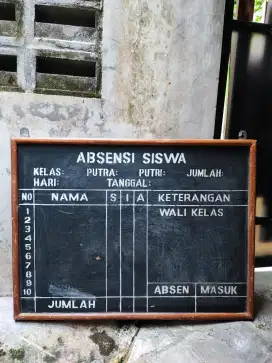 ABSENSI SISWA
KELAS: PUTRA: PUTRI: JUMLAH:
HARI: TANGGAL:
NO NAMA S I A KETERANGAN
1 WALI KELAS
2
3
4
5
6
7
8
9 ABSEN MASUK
10
JUMLAH